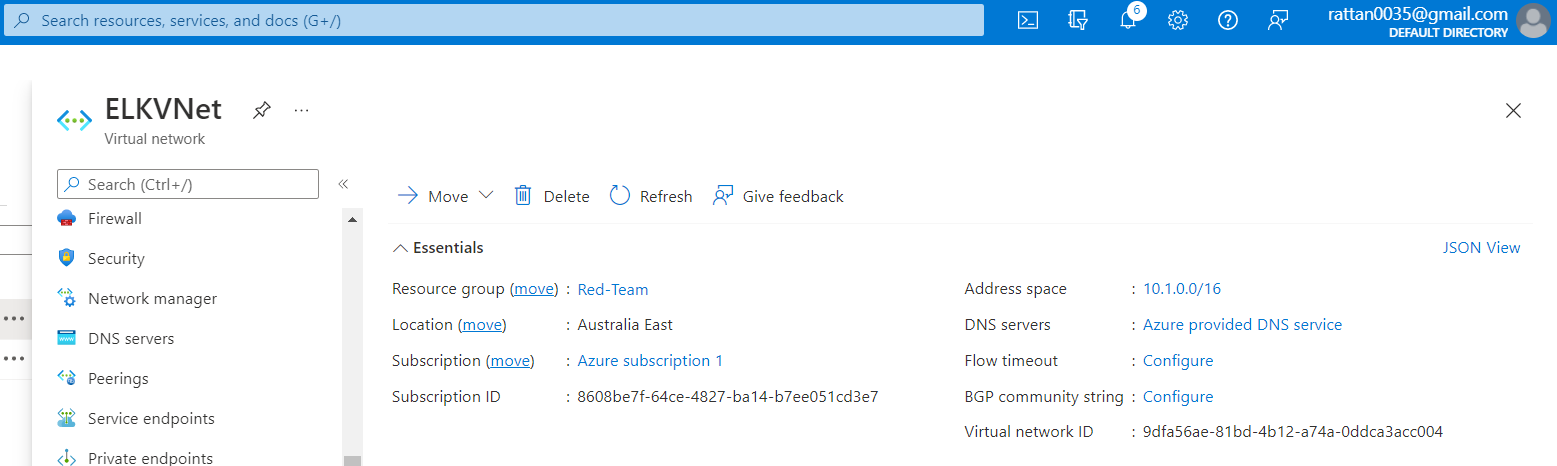 Search resources, services, and docs (G+/)
6
rattan0035@gmail.com
DEFAULT DIRECTORY
ELKVNet
Virtual network
Search (Ctrl+/)
Firewall
Security
Network manager
DNS servers
Peerings
Service endpoints
Private endpoints
Move
Delete
Refresh
Give feedback
Essentials
JSON View
Resource group (move) : Red-Team
Location (move) : Australia East
Subscription (move) : Azure subscription 1
Subscription ID : 8608be7f-64ce-4827-ba14-b7ee051cd3e7
Address space : 10.1.0.0/16
DNS servers : Azure provided DNS service
Flow timeout : Configure
BGP community string : Configure
Virtual network ID : 9dfa56ae-81bd-4b12-a74a-0ddca3acc004